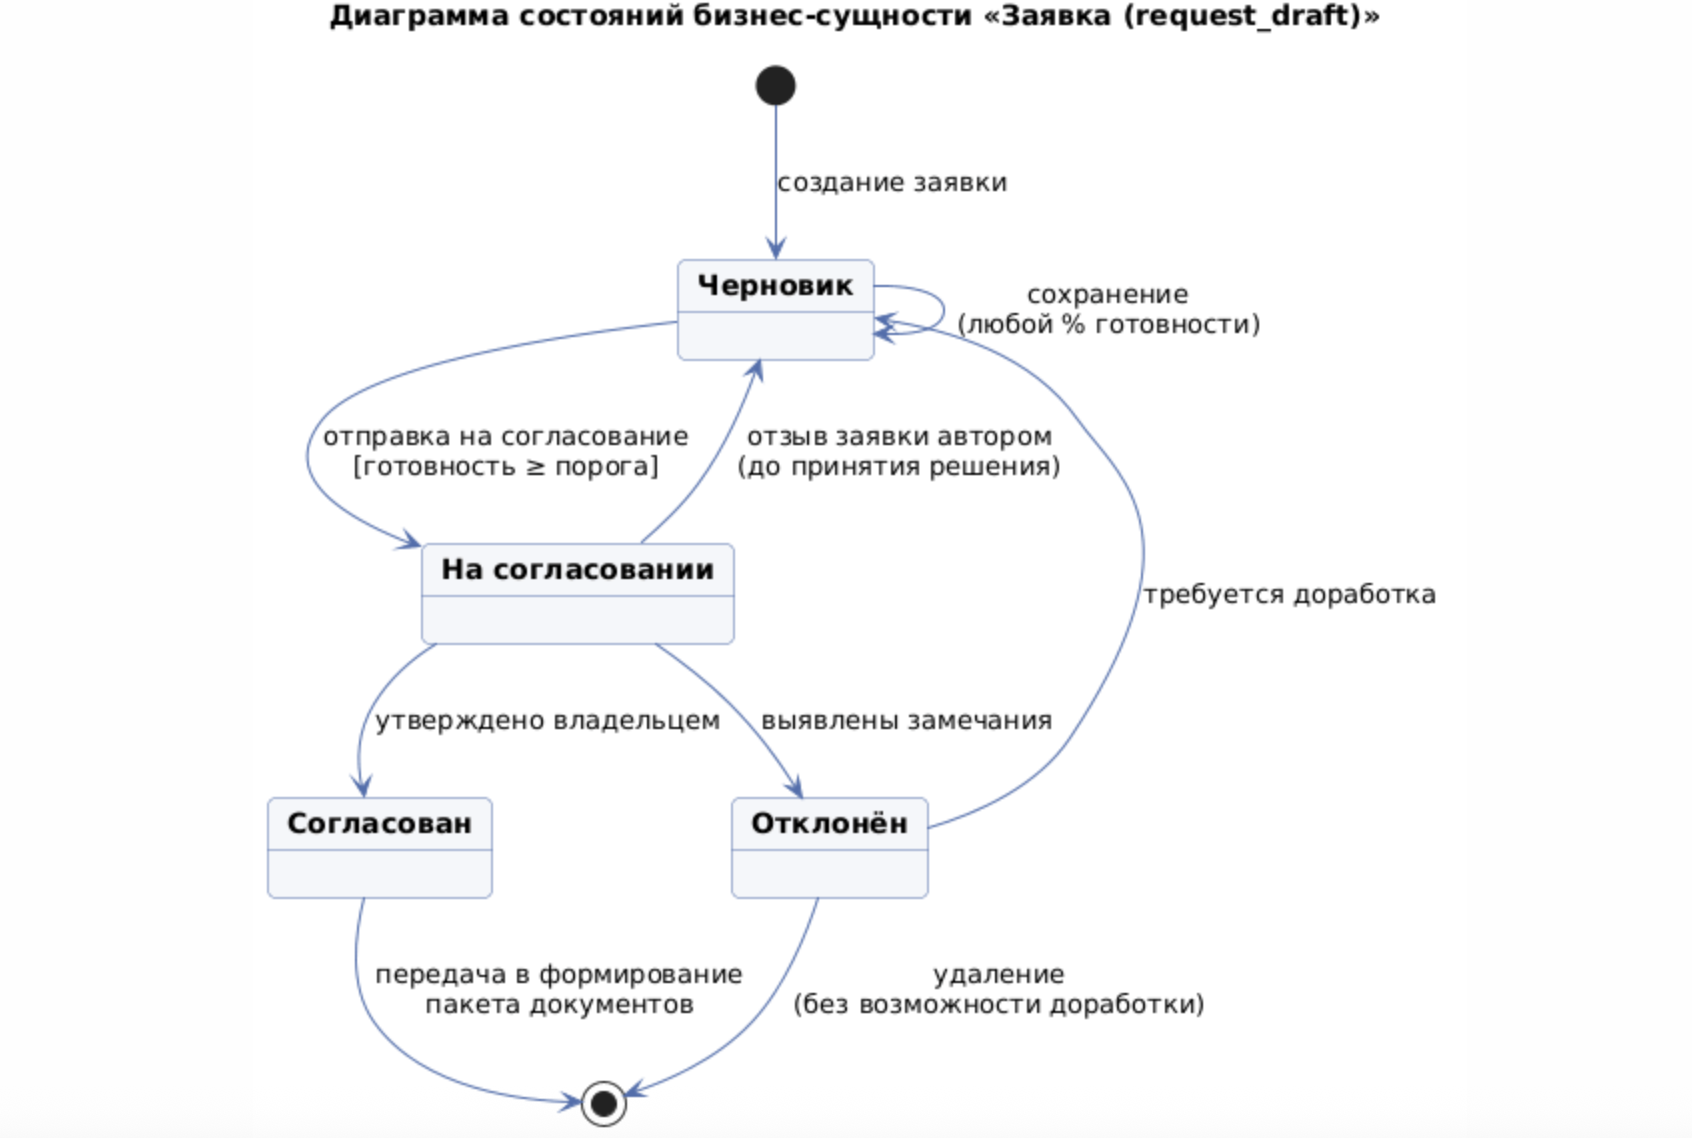 Диаграмма состояний бизнес-сущности «Заявка (request_draft)»
создание заявки
Черновик
сохранение
(любой % готовности)
отправка на согласование
[готовность ≥ порога]
отзыв заявки автором
(до принятия решения)
На согласовании
требуется доработка
утверждено владельцем
выявлены замечания
Согласован
Отклонён
передача в формирование
пакета документов
удаление
(без возможности доработки)